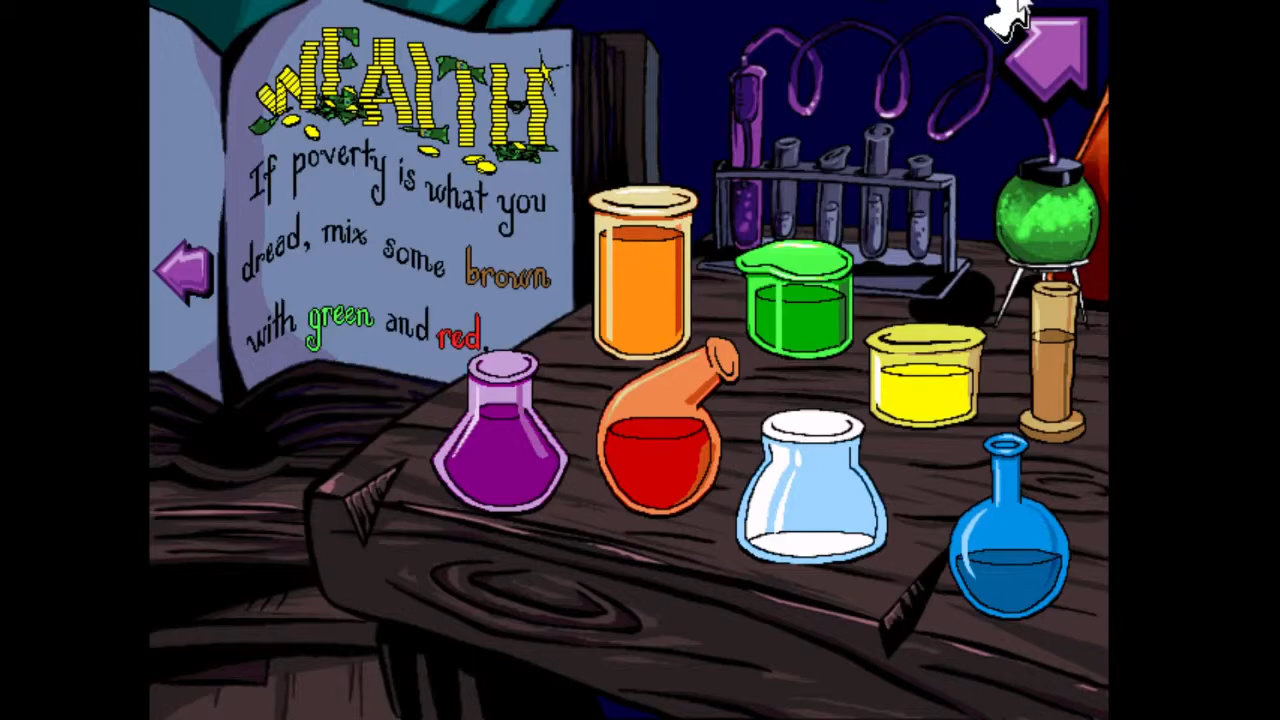 WEALTH
If poverty is what you
dread, mix some brown
with green and red.